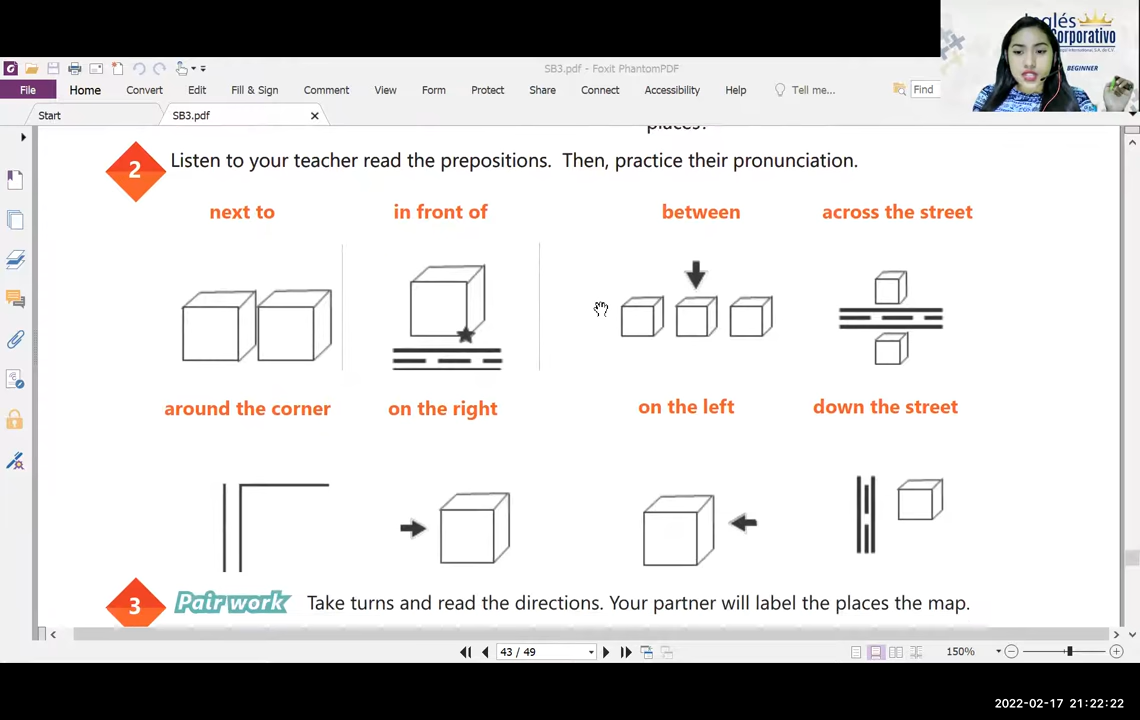 Inglés
Corporativo
BEGINNER
SB3.pdf - Foxit PhantomPDF
File Home Convert Edit Fill & Sign Comment View Form Protect Share Connect Accessibility Help Tell me... Find
Start SB3.pdf
places?
2 Listen to your teacher read the prepositions. Then, practice their pronunciation.
next to in front of between across the street
around the corner on the right on the left down the street
3 Pair work Take turns and read the directions. Your partner will label the places the map.
43 / 49 150%
2022-02-17 21:22:22